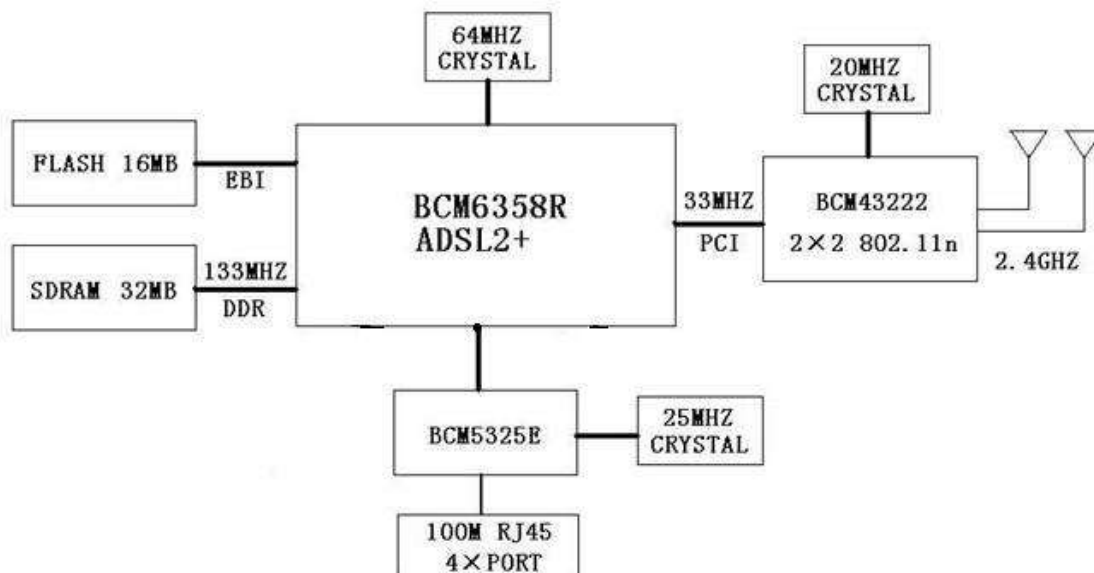 64MHZ
CRYSTAL
20MHZ
CRYSTAL
FLASH 16MB
EBI
BCM6358R
ADSL2+
33MHZ
PCI
BCM43222
2×2 802.11n
2.4GHZ
SDRAM 32MB
133MHZ
DDR
BCM5325E
25MHZ
CRYSTAL
100M RJ45
4×PORT